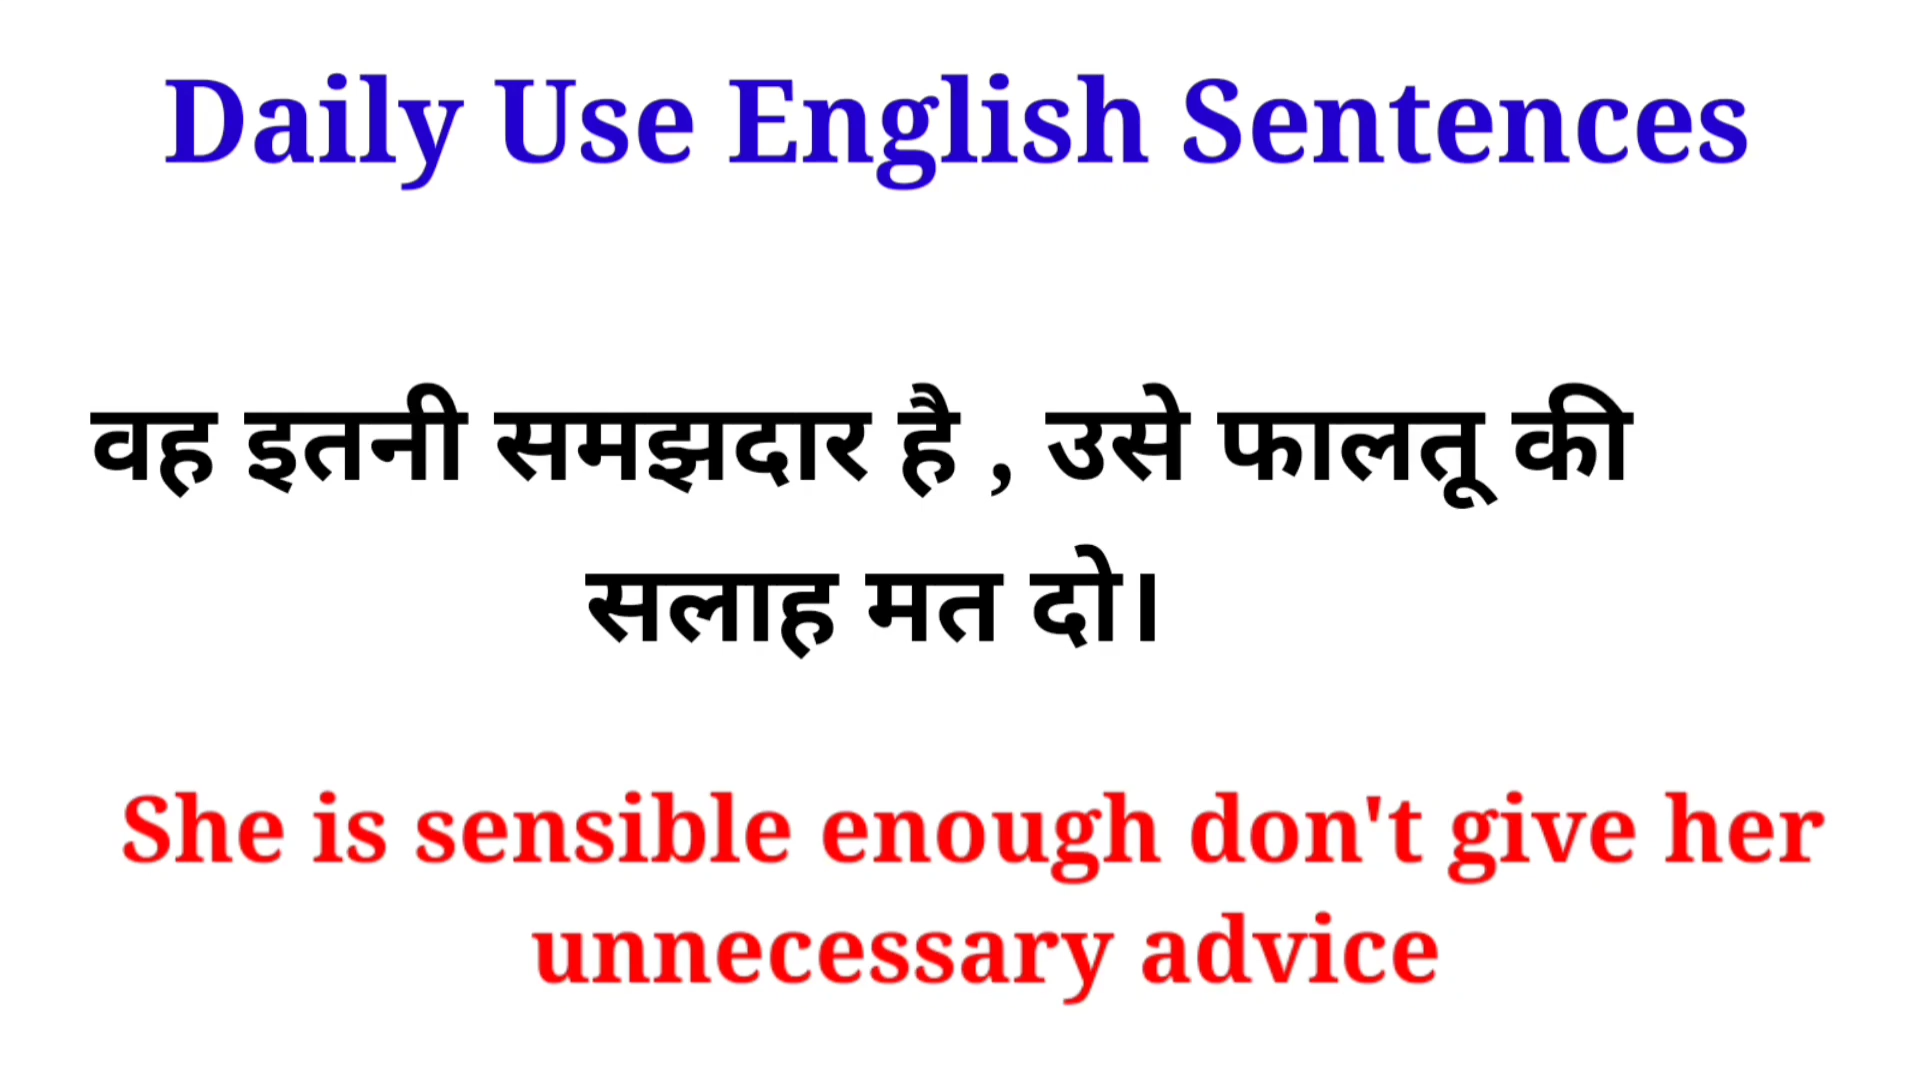 Daily Use English Sentences
वह इतनी समझदार है , उसे फालतू की
सलाह मत दो।
She is sensible enough don't give her
unnecessary advice